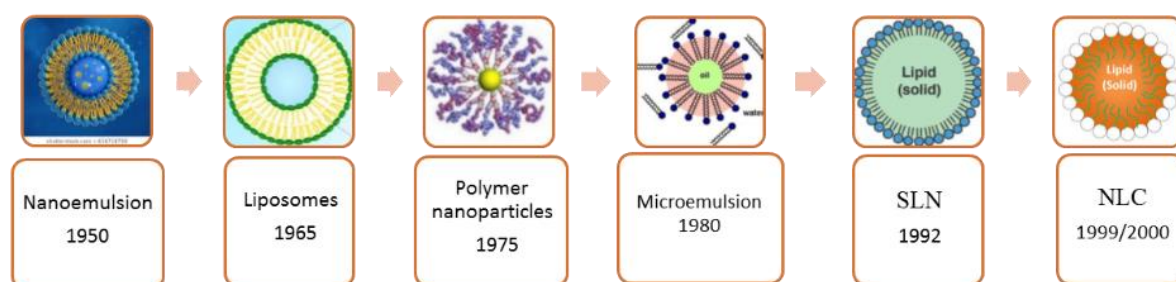 oil
water
Lipid
(solid)
Lipid
(Solid)
Nanoemulsion
1950
Liposomes
1965
Polymer
nanoparticles
1975
Microemulsion
1980
SLN
1992
NLC
1999/2000